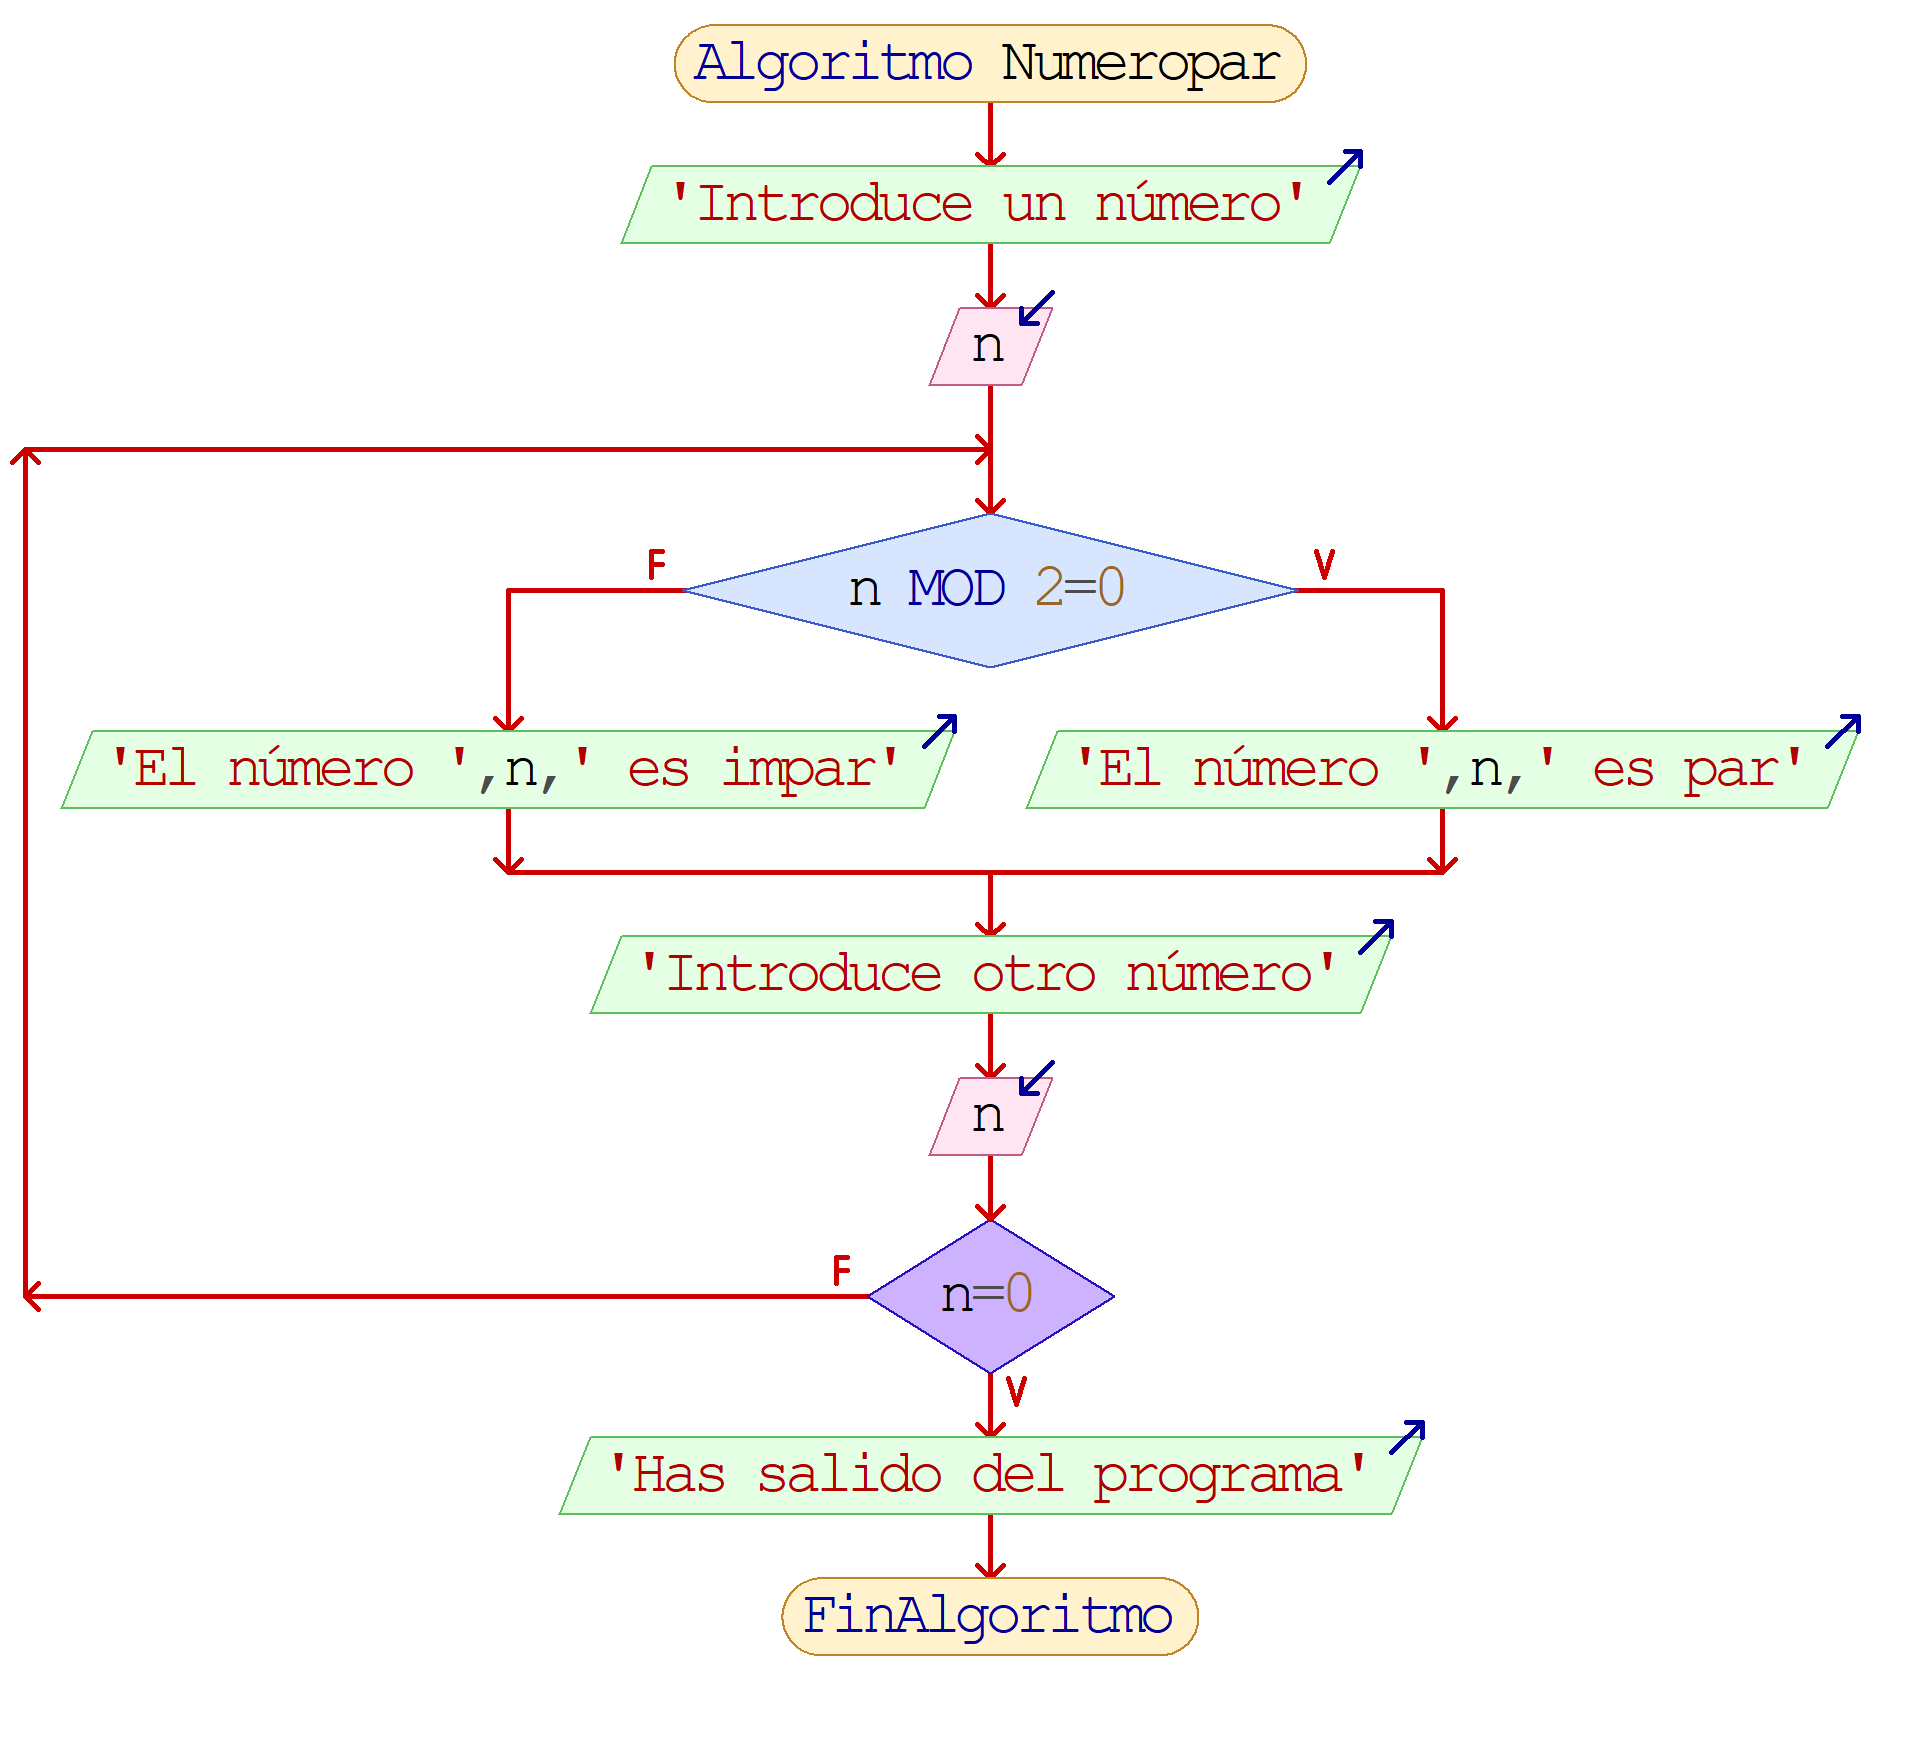 Algoritmo Numeropar
'Introduce un número'
n
n MOD 2=0
F
V
'El número ',n,' es impar'
'El número ',n,' es par'
'Introduce otro número'
n
n=0
F
V
'Has salido del programa'
FinAlgoritmo